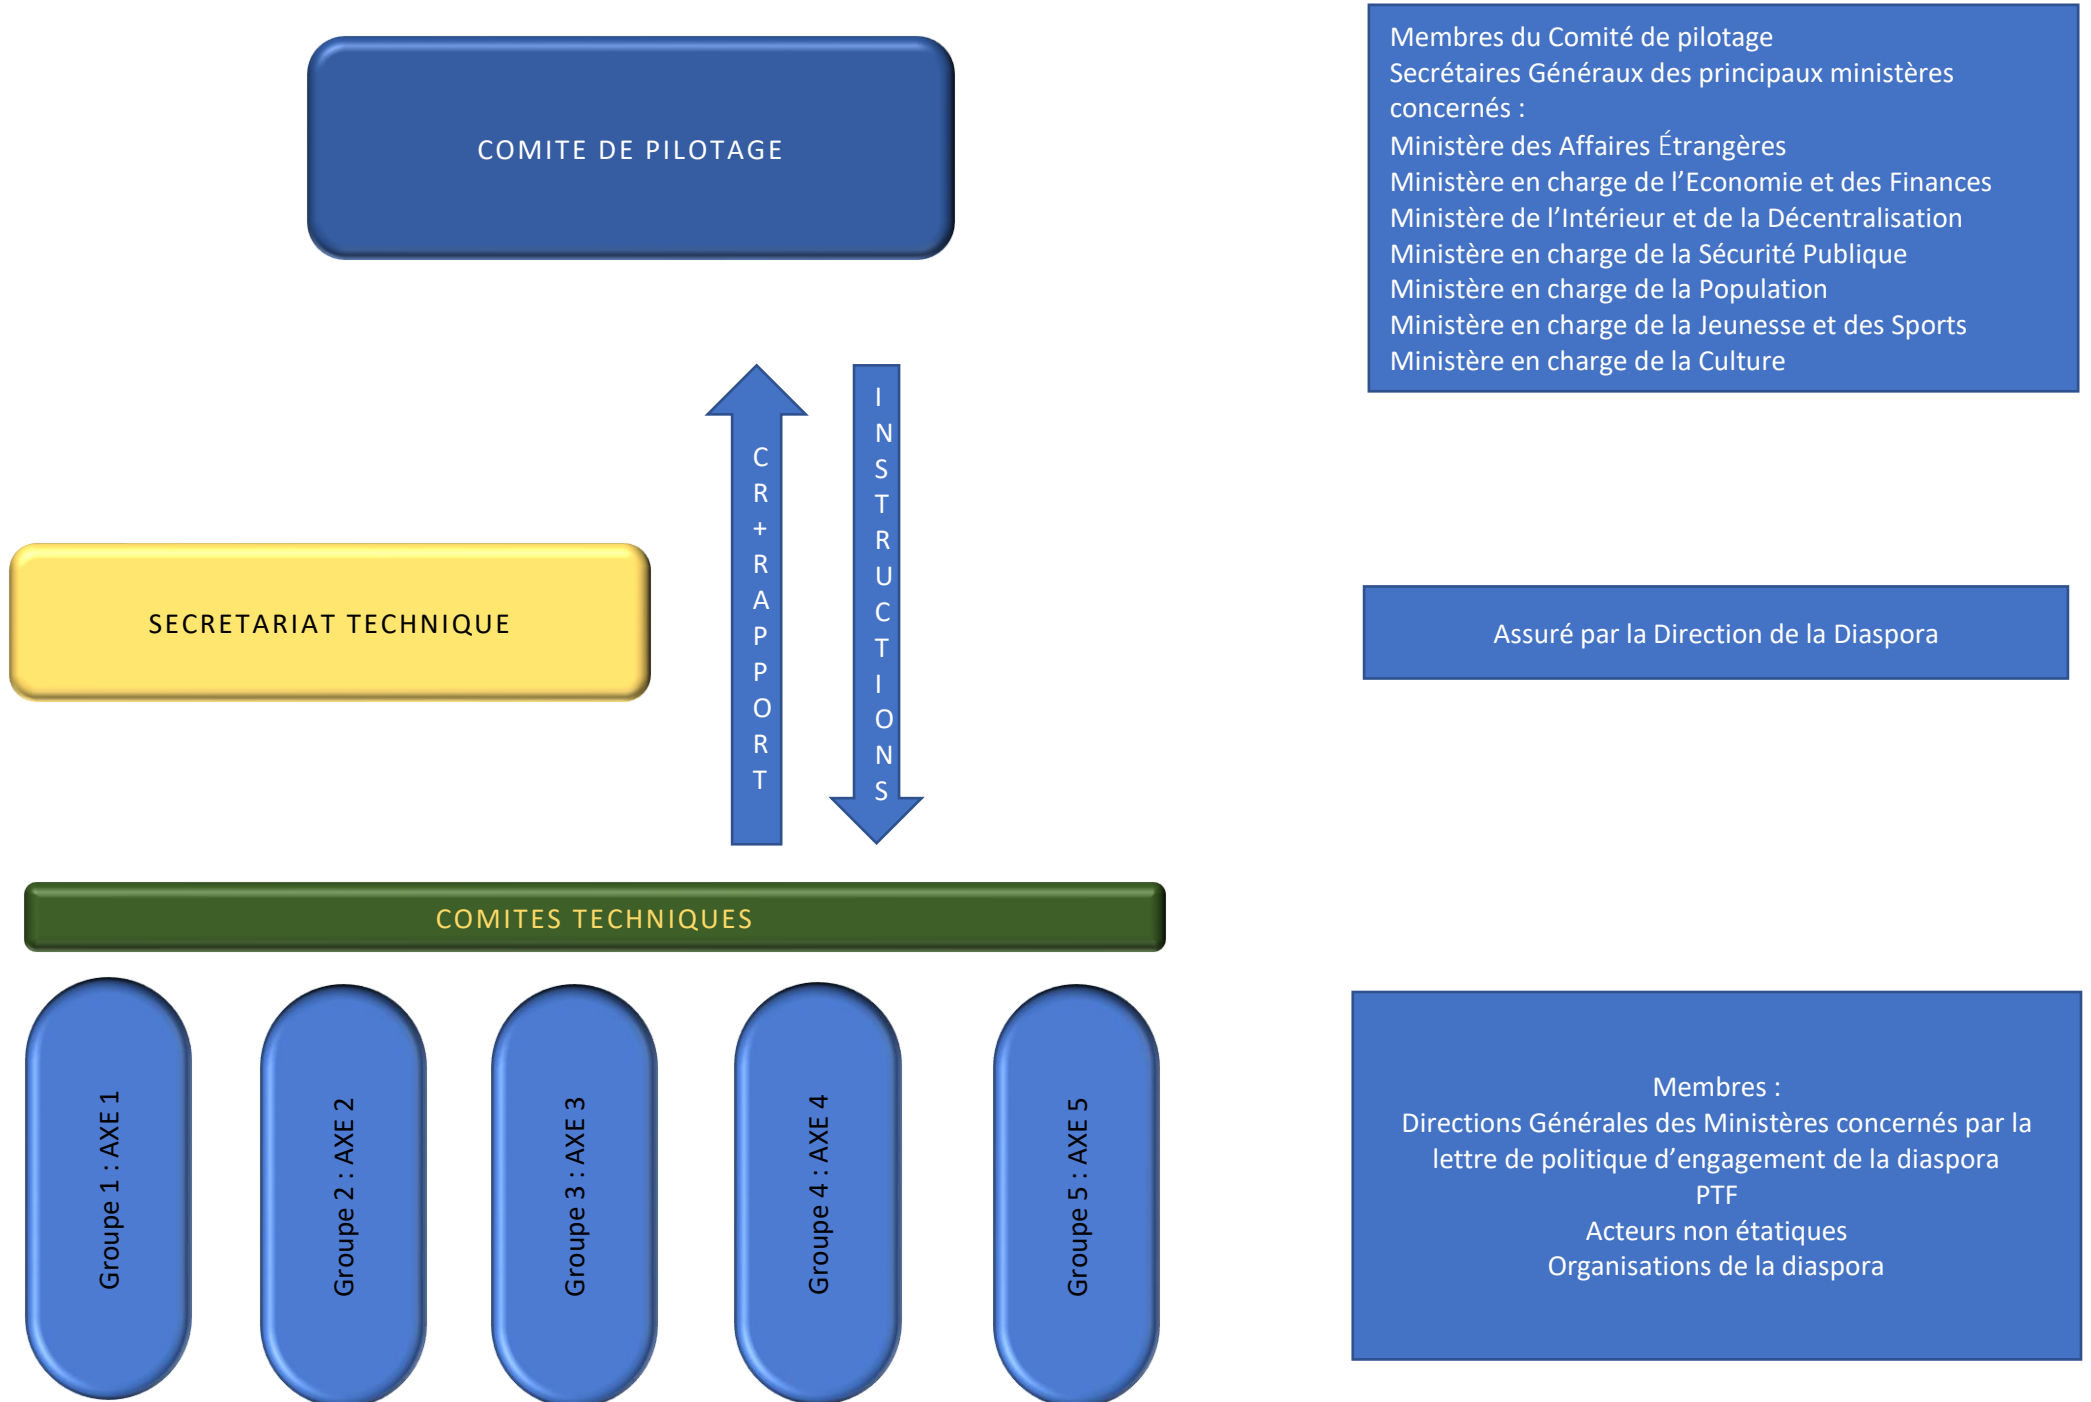 COMITE DE PILOTAGE
Membres du Comité de pilotage
Secrétaires Généraux des principaux ministères
concernés :
Ministère des Affaires Étrangères
Ministère en charge de l’Economie et des Finances
Ministère de l’Intérieur et de la Décentralisation
Ministère en charge de la Sécurité Publique
Ministère en charge de la Population
Ministère en charge de la Jeunesse et des Sports
Ministère en charge de la Culture
CR+RAPPORT
INSTRUCTIONS
SECRETARIAT TECHNIQUE
Assuré par la Direction de la Diaspora
COMITES TECHNIQUES
Groupe 1 : AXE 1
Groupe 2 : AXE 2
Groupe 3 : AXE 3
Groupe 4 : AXE 4
Groupe 5 : AXE 5
Membres :
Directions Générales des Ministères concernés par la
lettre de politique d’engagement de la diaspora
PTF
Acteurs non étatiques
Organisations de la diaspora